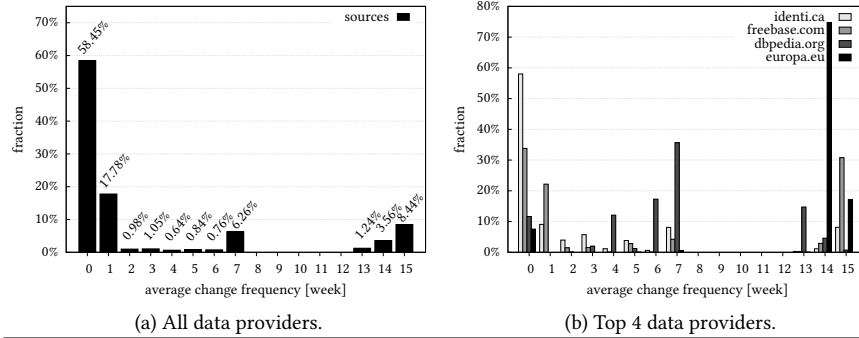 70%
60%
50%
40%
30%
20%
10%
0%
fraction
sources
58.45%
17.78%
0.98%
1.05%
0.64%
0.84%
0.76%
6.26%
1.24%
3.56%
8.44%
0 1 2 3 4 5 6 7 8 9 10 11 12 13 14 15
average change frequency [week]
(a) All data providers.
80%
70%
60%
50%
40%
30%
20%
10%
0%
fraction
identi.ca
freebase.com
dbpedia.org
europa.eu
0 1 2 3 4 5 6 7 8 9 10 11 12 13 14 15
average change frequency [week]
(b) Top 4 data providers.